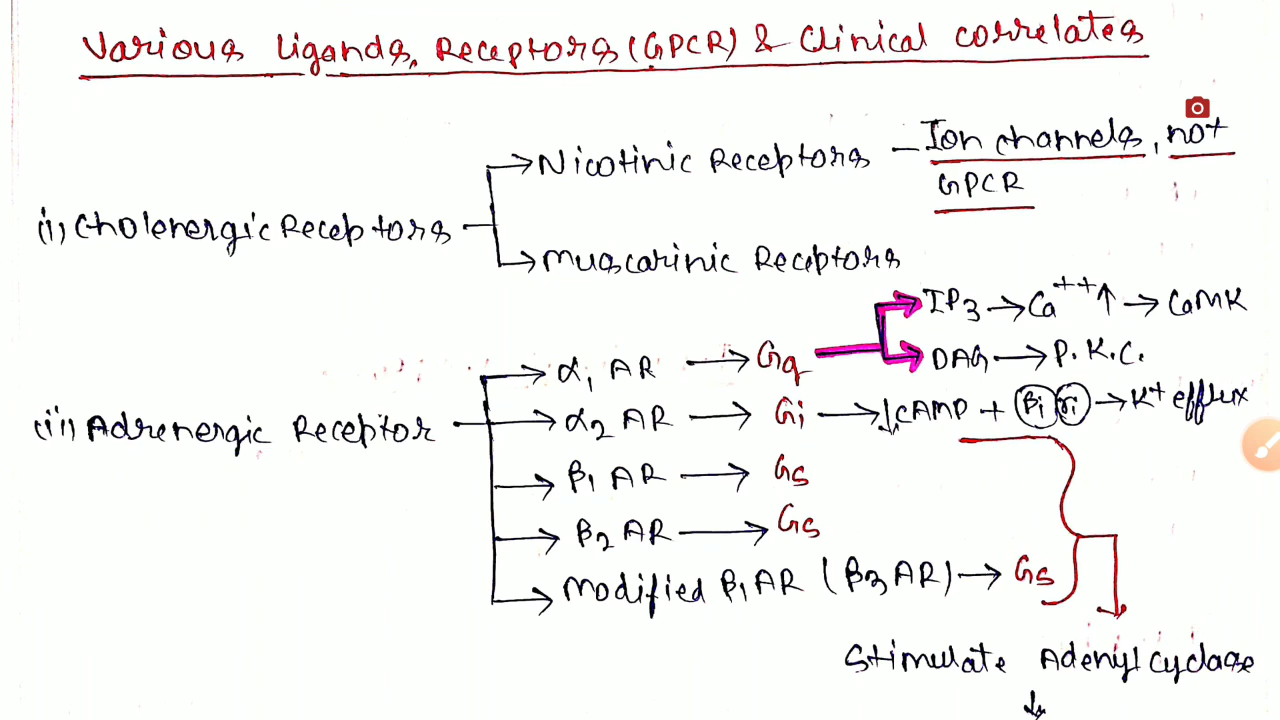 Various Ligands, Receptors (GPCR) & Clinical correlates
→ Nicotinic Receptors – Ion channels, not
GPCR
(i) Cholenergic Receptors
→ Muscarinic Receptors
→ IP3 → Ca++↑ → CaMK
→ DAG → P.K.C.
→ α1 AR → Gq
(ii) Adrenergic Receptor
→ α2 AR → Gi → ↓cAMP + βi γi → K+ efflux
→ β1 AR → Gs
→ β2 AR → Gs
→ Modified β1 AR (β3 AR) → Gs
Stimulate Adenyl cyclase
↓